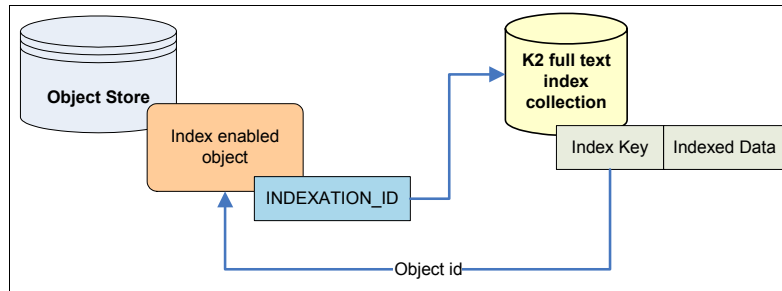 Object Store
K2 full text
index
collection
Index enabled
object
Index Key
Indexed Data
INDEXATION_ID
Object id